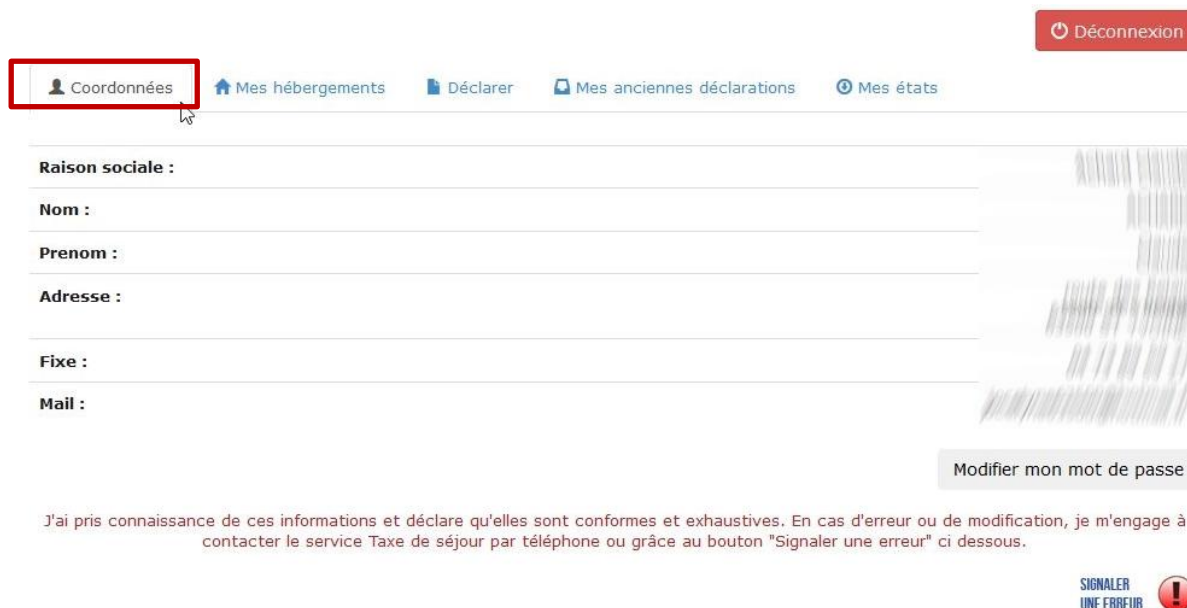 Déconnexion
Coordonnées Mes hébergements Déclarer Mes anciennes déclarations Mes états
Raison sociale :
Nom :
Prenom :
Adresse :
Fixe :
Mail :
Modifier mon mot de passe
J'ai pris connaissance de ces informations et déclare qu'elles sont conformes et exhaustives. En cas d'erreur ou de modification, je m'engage à
contacter le service Taxe de séjour par téléphone ou grâce au bouton "Signaler une erreur" ci dessous.
SIGNALER
UNE ERREUR